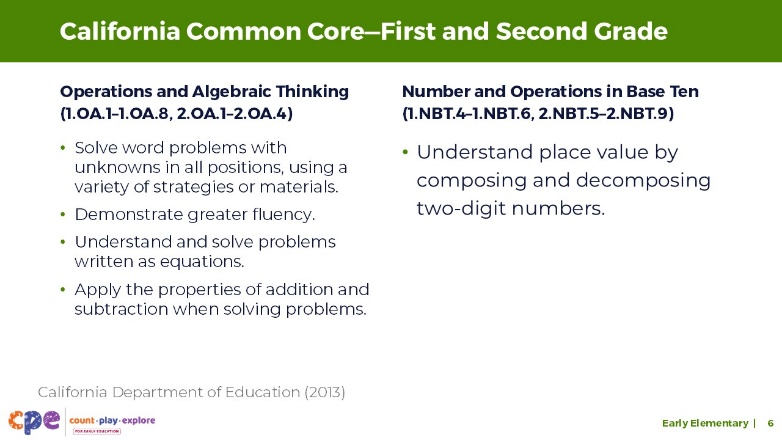 California Common Core—First and Second Grade
Operations and Algebraic Thinking
(1.OA.1–1.OA.8, 2.OA.1–2.OA.4)
• Solve word problems with
unknowns in all positions, using a
variety of strategies or materials.
• Demonstrate greater fluency.
• Understand and solve problems
written as equations.
• Apply the properties of addition and
subtraction when solving problems.
Number and Operations in Base Ten
(1.NBT.4–1.NBT.6, 2.NBT.5–2.NBT.9)
• Understand place value by
composing and decomposing
two-digit numbers.
California Department of Education (2013)
cpe
count·play·explore
FOR EARLY EDUCATION
Early Elementary | 6